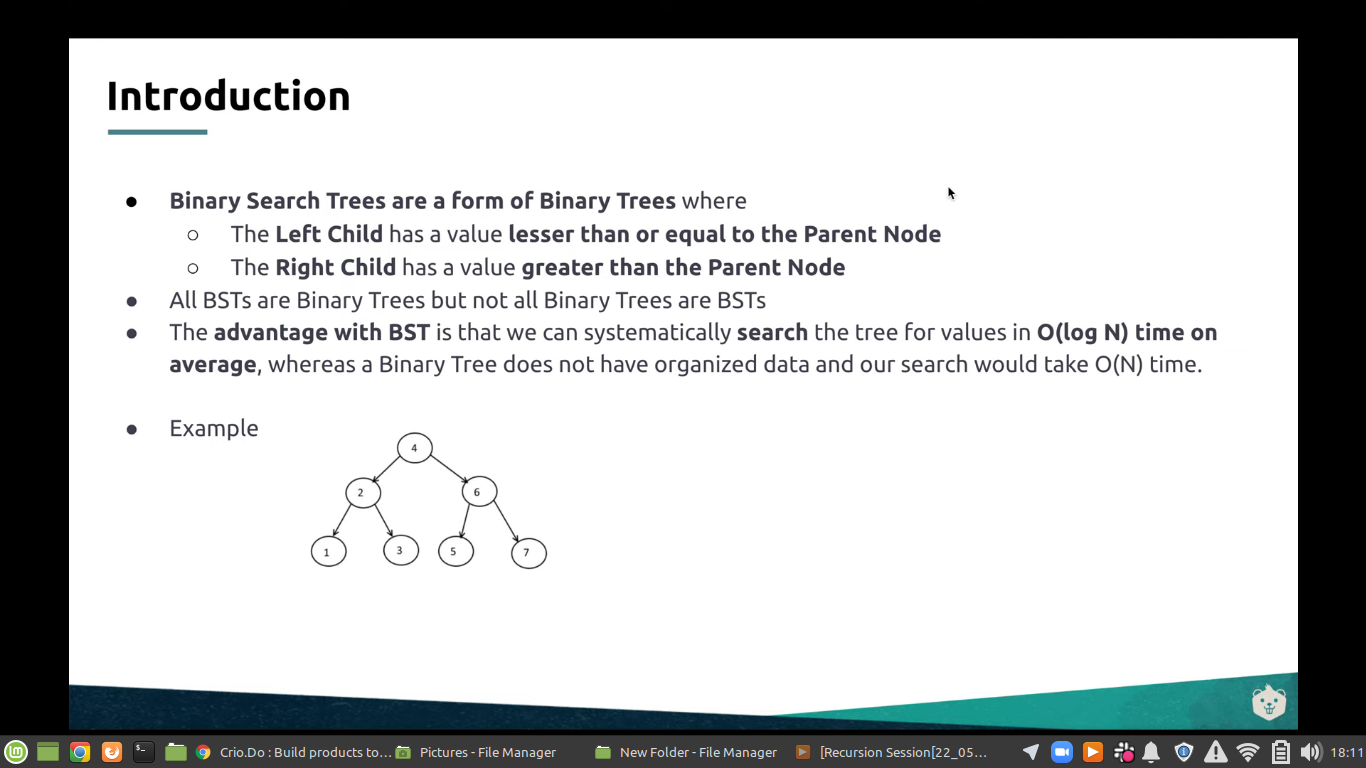 Introduction
● Binary Search Trees are a form of Binary Trees where
○ The Left Child has a value lesser than or equal to the Parent Node
○ The Right Child has a value greater than the Parent Node
● All BSTs are Binary Trees but not all Binary Trees are BSTs
● The advantage with BST is that we can systematically search the tree for values in O(log N) time on
average, whereas a Binary Tree does not have organized data and our search would take O(N) time.
● Example
4
2 6
1 3 5 7
Crio.Do : Build products to... Pictures - File Manager New Folder - File Manager [Recursion Session[22_05... 18:11